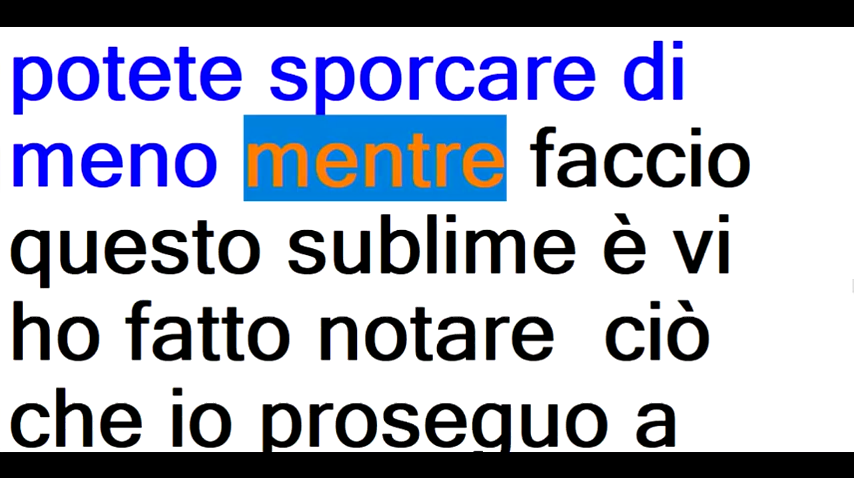 potete sporcare di
meno mentre faccio
questo sublime è vi
ho fatto notare  ciò
che io proseguo a